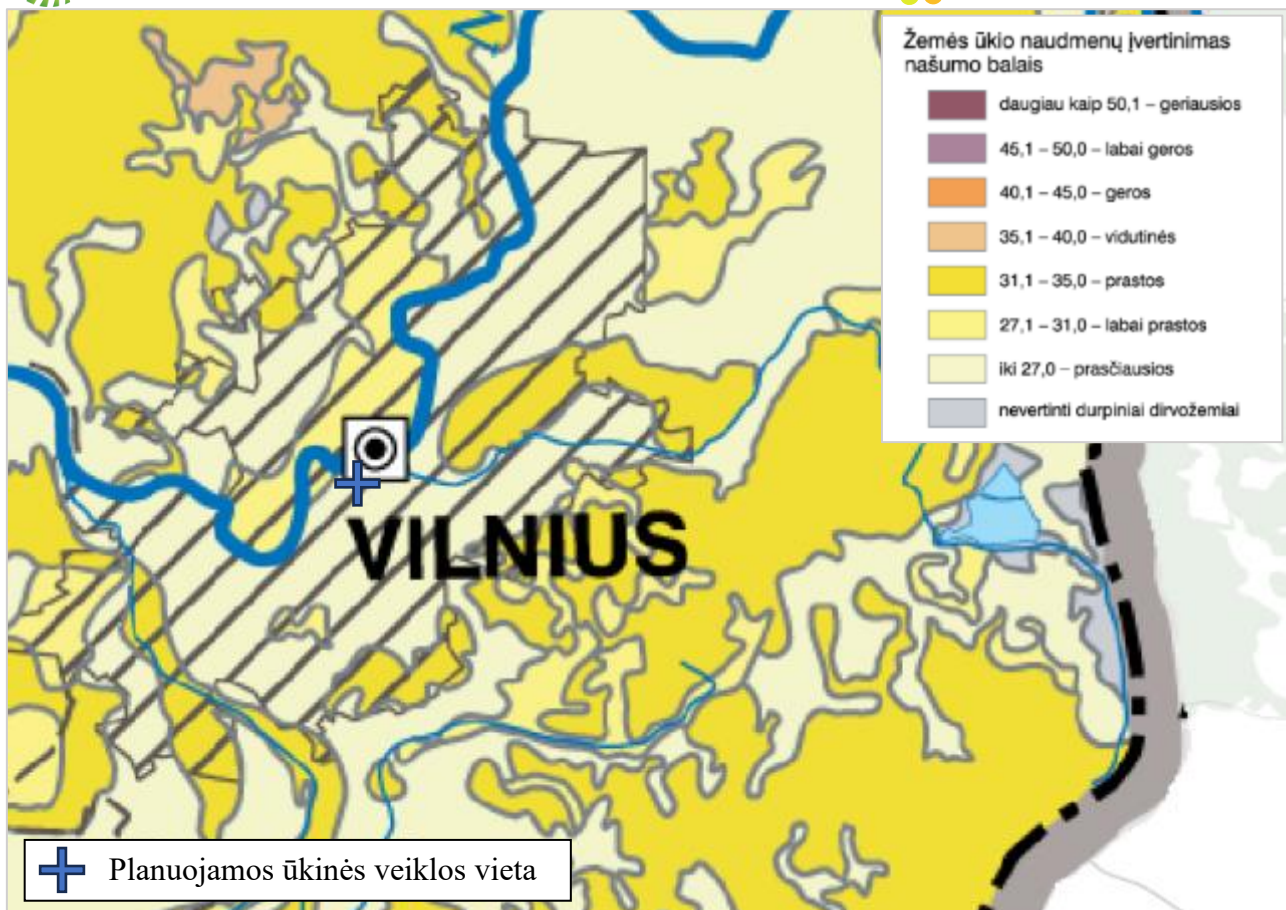 Žemės ūkio naudmenų įvertinimas
našumo balais
daugiau kaip 50,1 – geriausios
45,1 – 50,0 – labai geros
40,1 – 45,0 – geros
35,1 – 40,0 – vidutinės
31,1 – 35,0 – prastos
27,1 – 31,0 – labai prastos
iki 27,0 – prasčiausios
nevertinti durpiniai dirvožemiai
VILNIUS
Planuojamos ūkinės veiklos vieta